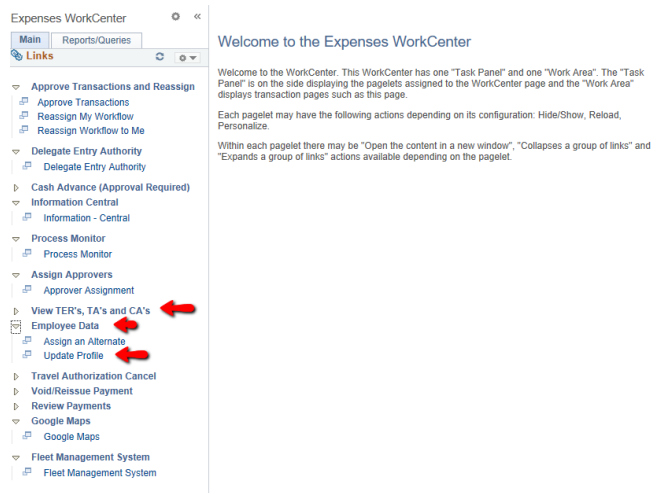 Expenses WorkCenter
Main
Reports/Queries
Links
Approve Transactions and Reassign
Approve Transactions
Reassign My Workflow
Reassign Workflow to Me
Delegate Entry Authority
Delegate Entry Authority
Cash Advance (Approval Required)
Information Central
Information - Central
Process Monitor
Process Monitor
Assign Approvers
Approver Assignment
View TER's, TA's and CA's
Employee Data
Assign an Alternate
Update Profile
Travel Authorization Cancel
Void/Reissue Payment
Review Payments
Google Maps
Google Maps
Fleet Management System
Fleet Management System
Welcome to the Expenses WorkCenter
Welcome to the WorkCenter. This WorkCenter has one "Task Panel" and one "Work Area". The "Task
Panel" is on the side displaying the pagelets assigned to the WorkCenter page and the "Work Area"
displays transaction pages such as this page.
Each pagelet may have the following actions depending on its configuration: Hide/Show, Reload,
Personalize.
Within each pagelet there may be "Open the content in a new window", "Collapses a group of links" and
"Expands a group of links" actions available depending on the pagelet.